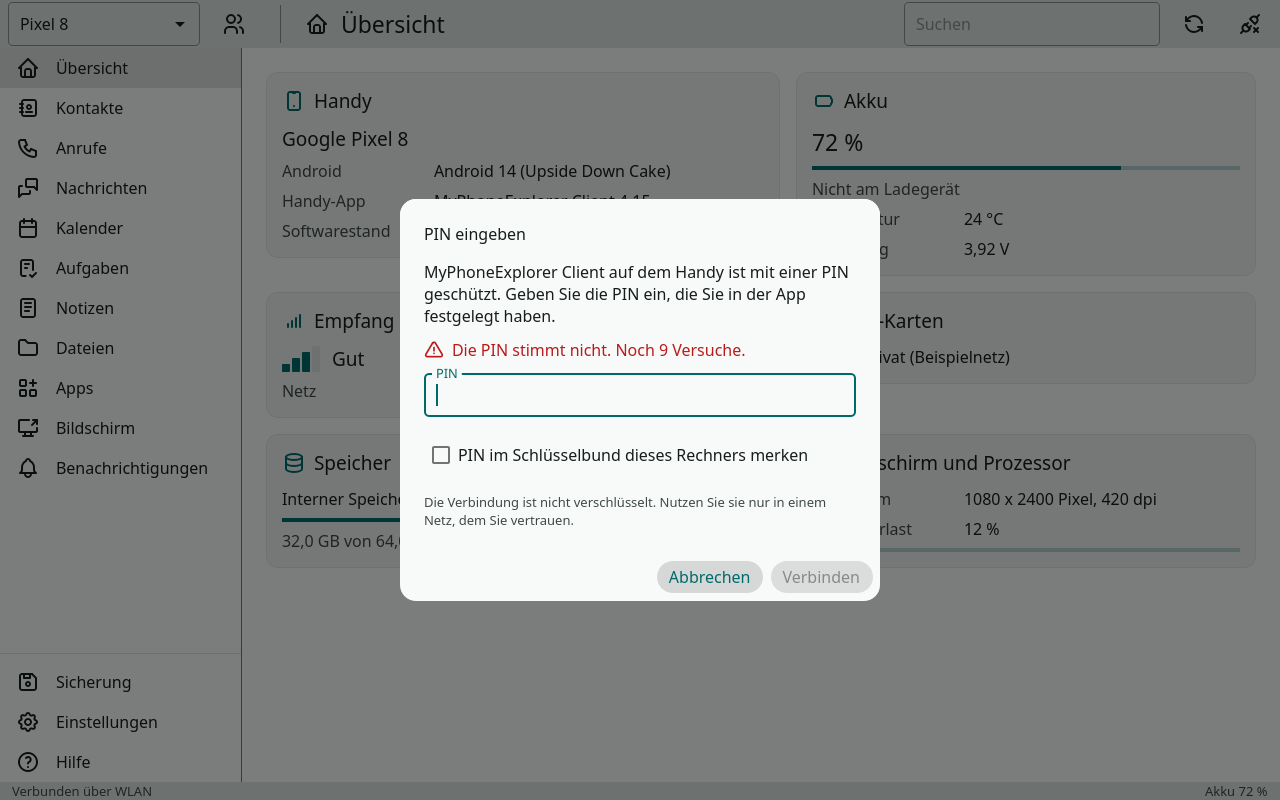 Pixel 8
Übersicht
Suchen
Übersicht
Kontakte
Anrufe
Nachrichten
Kalender
Aufgaben
Notizen
Dateien
Apps
Bildschirm
Benachrichtigungen
Sicherung
Einstellungen
Hilfe
Handy
Google Pixel 8
Android
Android 14 (Upside Down Cake)
Handy-App
MyPhoneExplorer Client 4.15
Softwarestand
Akku
72 %
Nicht am Ladegerät
24 °C
3,92 V
Empfang
Gut
Netz
-Karten
(Beispielnetz)
Speicher
Interner
32,0 GB von
und Prozessor
1080 x 2400 Pixel, 420 dpi
12 %
PIN eingeben
MyPhoneExplorer Client auf dem Handy ist mit einer PIN
geschützt. Geben Sie die PIN ein, die Sie in der App
festgelegt haben.
Die PIN stimmt nicht. Noch 9 Versuche.
PIN
PIN im Schlüsselbund dieses Rechners merken
Die Verbindung ist nicht verschlüsselt. Nutzen Sie sie nur in einem
Netz, dem Sie vertrauen.
Abbrechen
Verbinden
Verbunden über WLAN
Akku 72 %